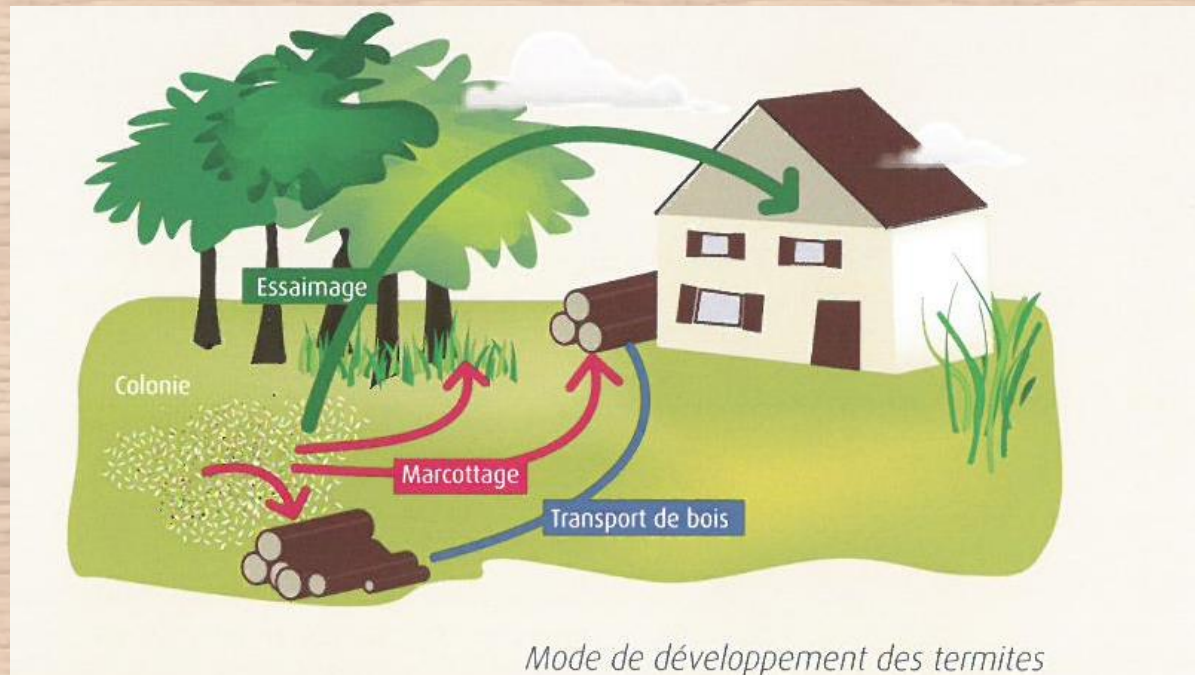 Essaimage
Colonie
Marcottage
Transport de bois
Mode de développement des termites